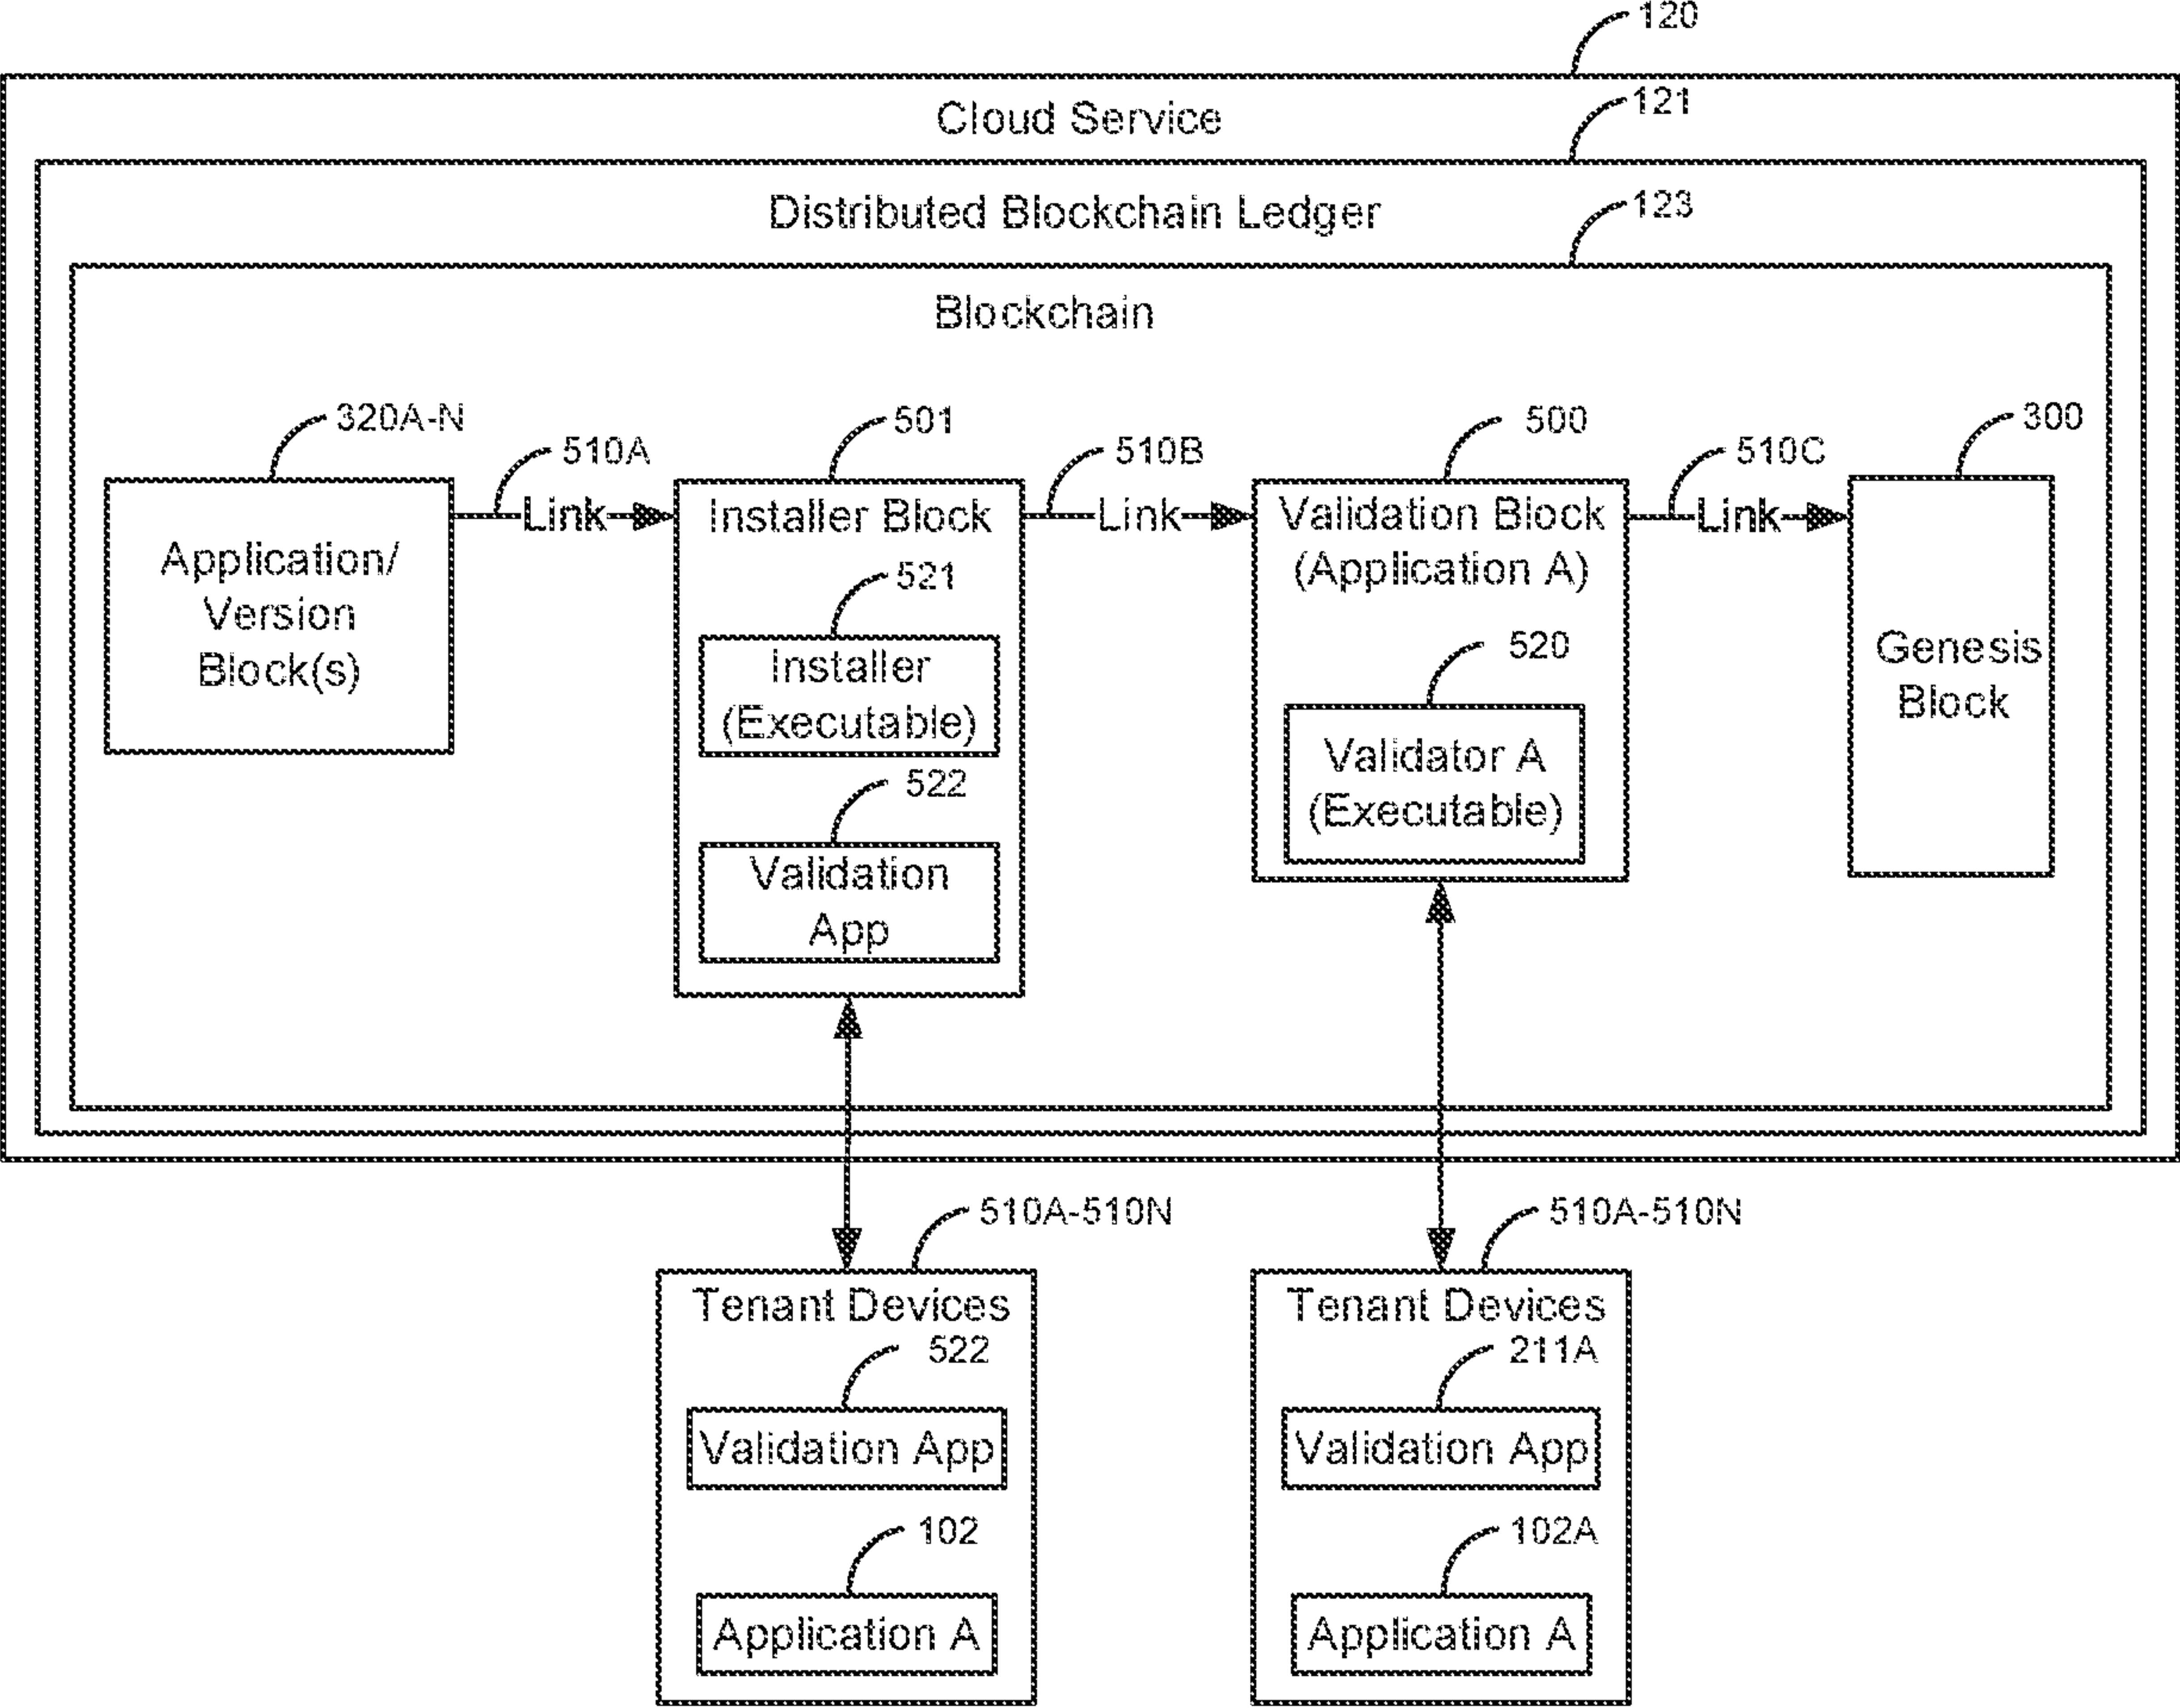 120
Cloud Service
121
Distributed Blockchain Ledger
123
Blockchain
320A-N
510A
501
510B
500
510C
300
Application/
Version
Block(s)
Link
Installer Block
521
Installer
(Executable)
522
Validation
App
Link
Validation Block
(Application A)
520
Validator A
(Executable)
Link
Genesis
Block
510A-510N
Tenant Devices
522
Validation App
102
Application A
510A-510N
Tenant Devices
211A
Validation App
102A
Application A